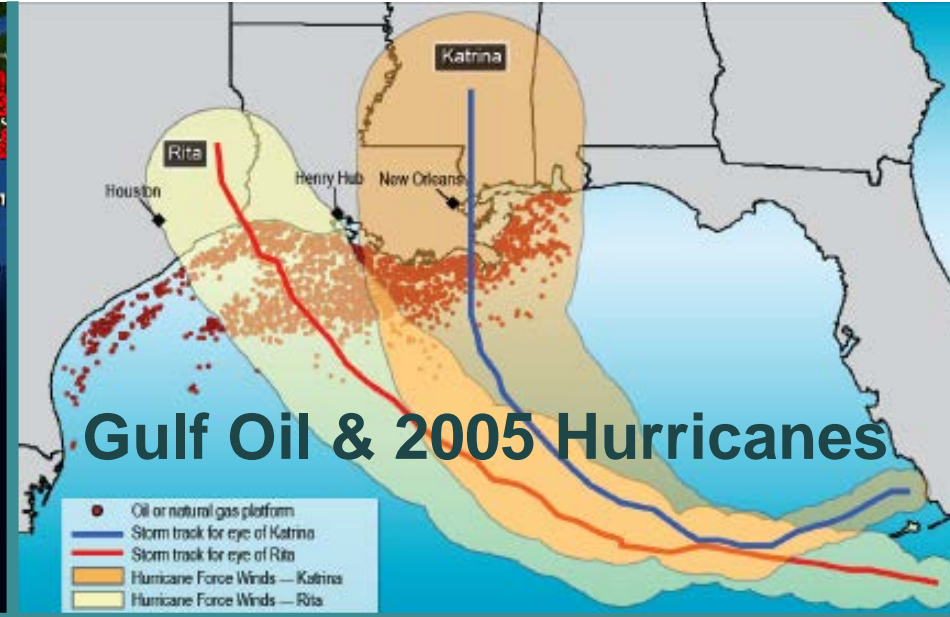 Katrina
Rita
Houston
Henry Hub
New Orleans
Gulf Oil & 2005 Hurricanes
Oil or natural gas platform
Storm track for eye of Katrina
Storm track for eye of Rita
Hurricane Force Winds — Katrina
Hurricane Force Winds — Rita